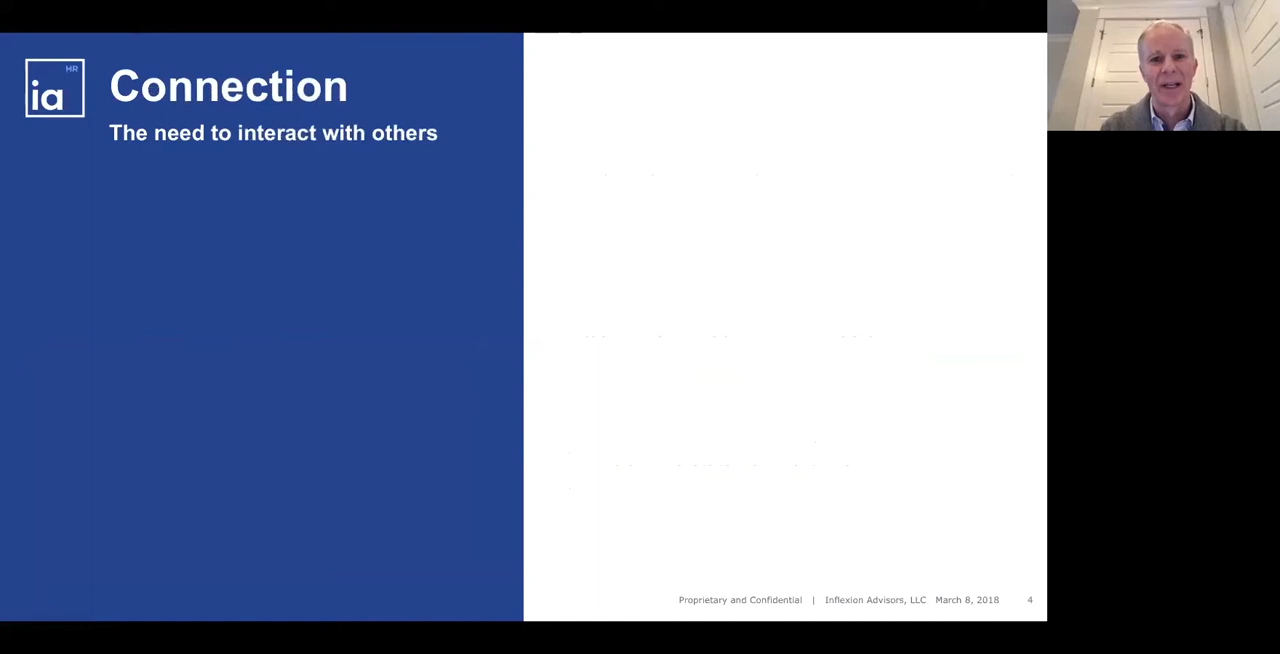 HR
ia
Connection
The need to interact with others
Proprietary and Confidential | Inflexion Advisors, LLC March 8, 2018 4